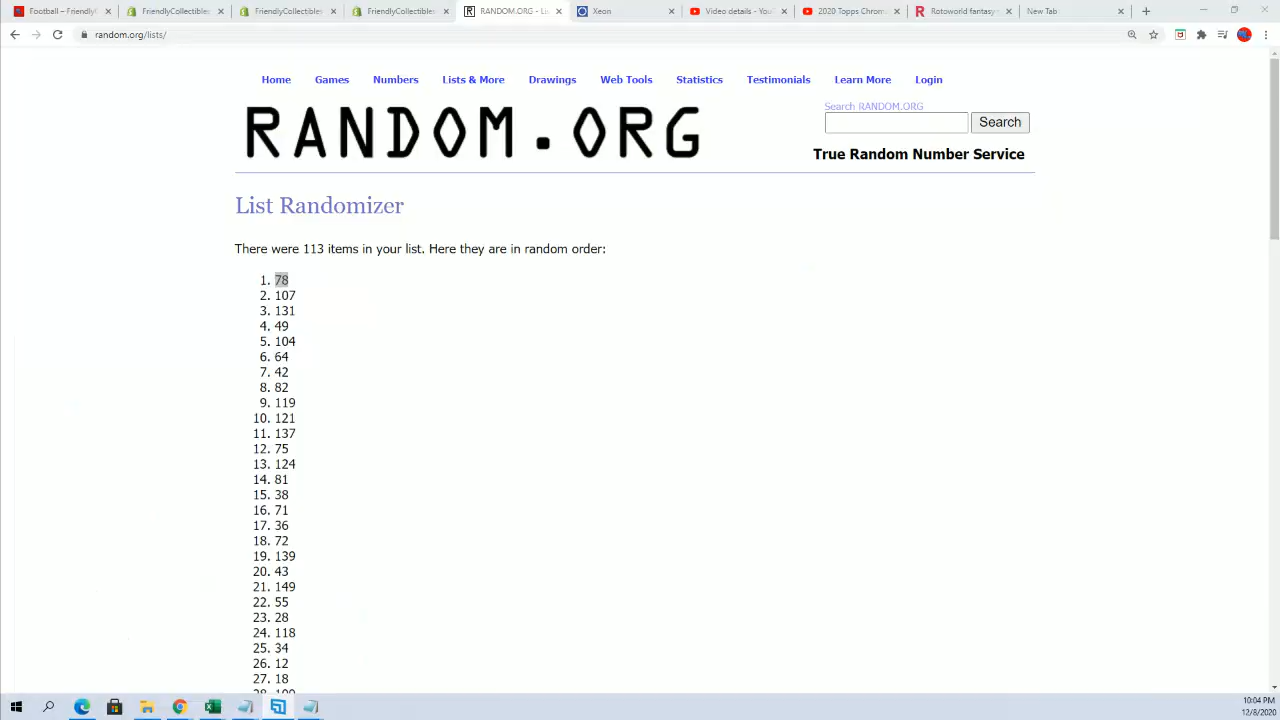 Football – Friendly
FriendlyCollectibles
FriendlyCollectibles
FriendlyCollectibles
RANDOM.ORG - Li
Xeon
Video details - You
2020 Topps Chrom
Rotoworld fantasy
New Tab
random.org/lists/
Home Games Numbers Lists & More Drawings Web Tools Statistics Testimonials Learn More Login
RANDOM.ORG
Search RANDOM.ORG
Search
True Random Number Service
List Randomizer
There were 113 items in your list. Here they are in random order:
1. 78
2. 107
3. 131
4. 49
5. 104
6. 64
7. 42
8. 82
9. 119
10. 121
11. 137
12. 75
13. 124
14. 81
15. 38
16. 71
17. 36
18. 72
19. 139
20. 43
21. 149
22. 55
23. 28
24. 118
25. 34
26. 12
27. 18
10:04 PM
12/8/2020